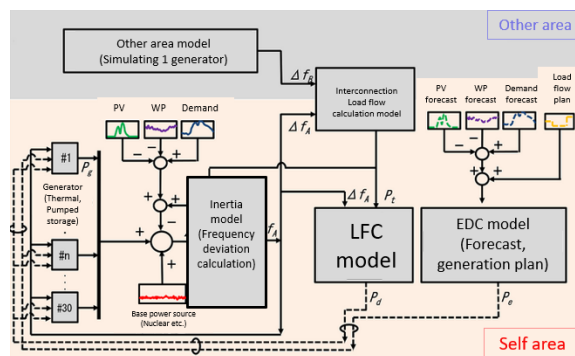 Other area
Other area model
(Simulating 1 generator)
Δf_B
Interconnection
Load flow
calculation model
Δf_A
PV
WP
Demand
PV
forecast
WP
forecast
Demand
forecast
Load
flow
plan
− − +
− − +
+
+
#1
P_g
Generator
(Thermal,
Pumped
storage)
.
#n
:
#30
+
+
−
+
+
Inertia
model
(Frequency
deviation
calculation)
f_A
Δf_A
P_t
LFC
model
EDC model
(Forecast,
generation plan)
Base power source
(Nuclear etc.)
P_d
P_e
Self area